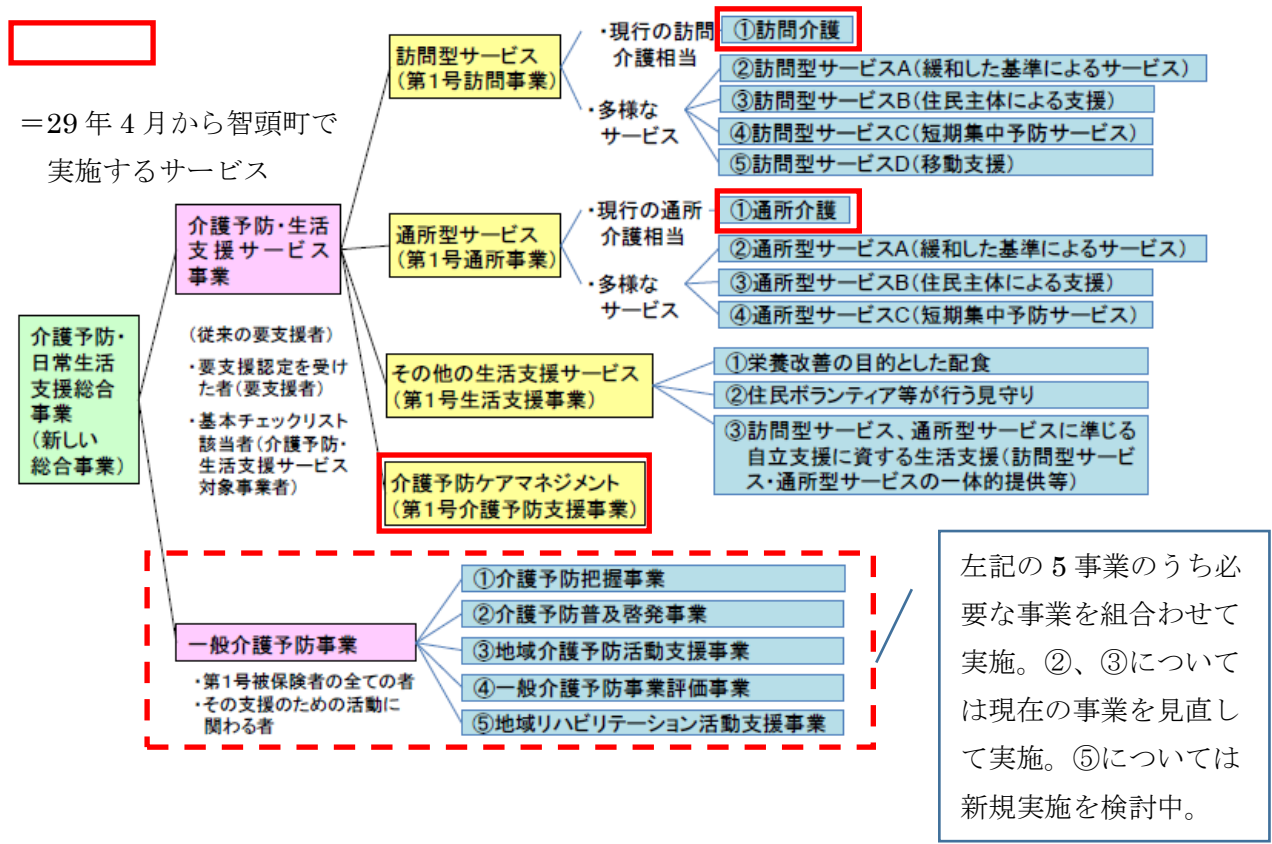 ＝29年4月から智頭町で
実施するサービス
介護予防・
日常生活
支援総合
事業
(新しい
総合事業)
介護予防・生活
支援サービス
事業
(従来の要支援者)
・要支援認定を受け
た者(要支援者)
・基本チェックリスト
該当者(介護予防・
生活支援サービス
対象事業者)
訪問型サービス
(第1号訪問事業)
・現行の訪問
介護相当
①訪問介護
・多様な
サービス
②訪問型サービスA(緩和した基準によるサービス)
③訪問型サービスB(住民主体による支援)
④訪問型サービスC(短期集中予防サービス)
⑤訪問型サービスD(移動支援)
通所型サービス
(第1号通所事業)
・現行の通所
介護相当
①通所介護
・多様な
サービス
②通所型サービスA(緩和した基準によるサービス)
③通所型サービスB(住民主体による支援)
④通所型サービスC(短期集中予防サービス)
その他の生活支援サービス
(第1号生活支援事業)
①栄養改善の目的とした配食
②住民ボランティア等が行う見守り
③訪問型サービス、通所型サービスに準じる
自立支援に資する生活支援(訪問型サービ
ス・通所型サービスの一体的提供等)
介護予防ケアマネジメント
(第1号介護予防支援事業)
一般介護予防事業
・第1号被保険者の全ての者
・その支援のための活動に
関わる者
①介護予防把握事業
②介護予防普及啓発事業
③地域介護予防活動支援事業
④一般介護予防事業評価事業
⑤地域リハビリテーション活動支援事業
左記の5事業のうち必
要な事業を組合わせて
実施。②、③について
は現在の事業を見直し
て実施。⑤については
新規実施を検討中。